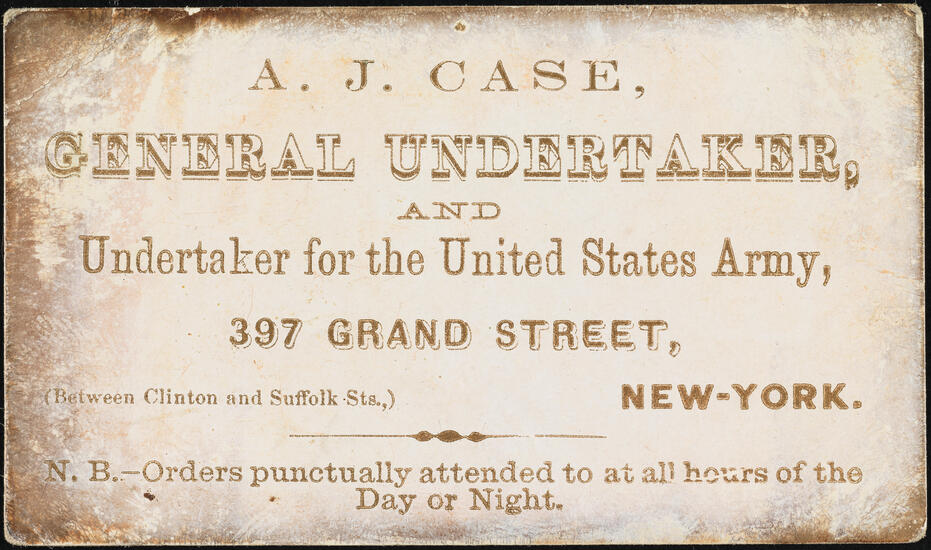 A. J. CASE,
GENERAL UNDERTAKER,
AND
Undertaker for the United States Army,
397 GRAND STREET,
(Between Clinton and Suffolk Sts.,)
NEW-YORK.
N. B.—Orders punctually attended to at all hours of the
Day or Night.